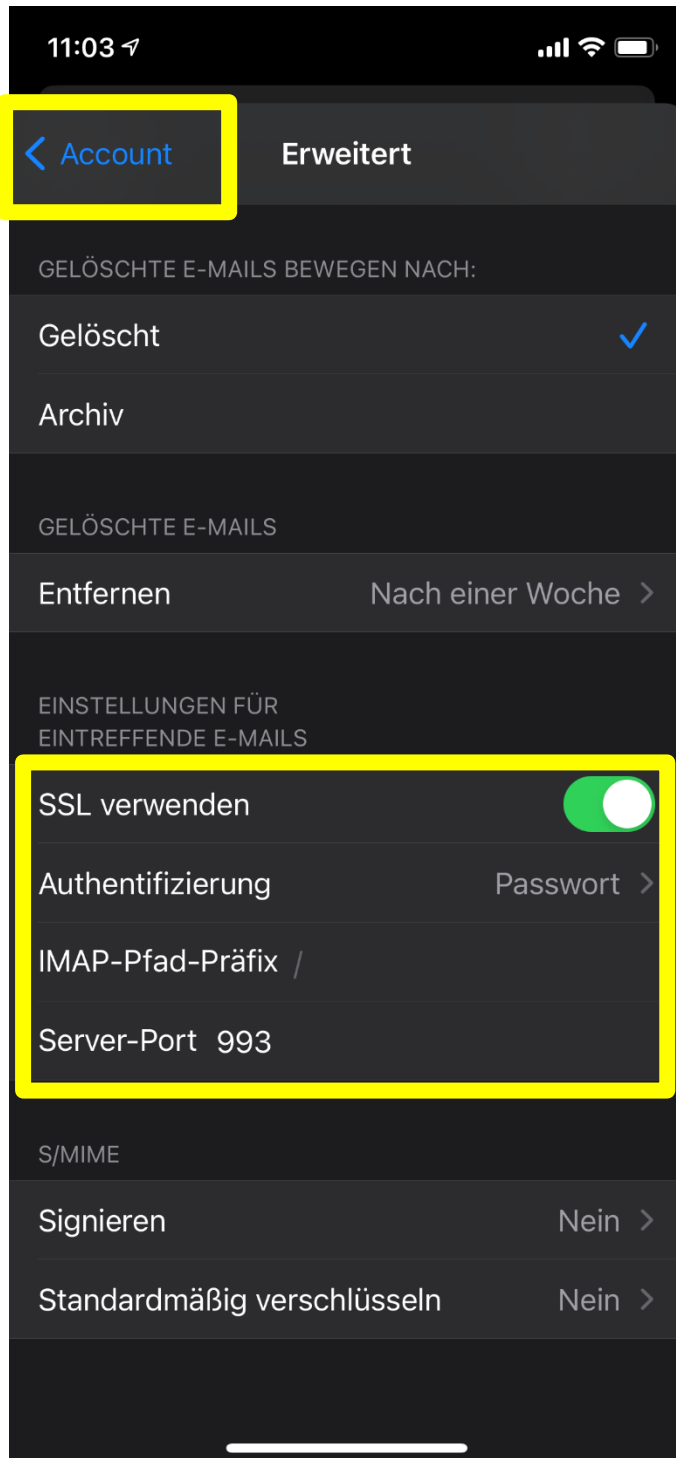 11:03
Account
Erweitert
GELÖSCHTE E-MAILS BEWEGEN NACH:
Gelöscht
Archiv
GELÖSCHTE E-MAILS
Entfernen Nach einer Woche
EINSTELLUNGEN FÜR
EINTREFFENDE E-MAILS
SSL verwenden
Authentifizierung Passwort
IMAP-Pfad-Präfix /
Server-Port 993
S/MIME
Signieren Nein
Standardmäßig verschlüsseln Nein